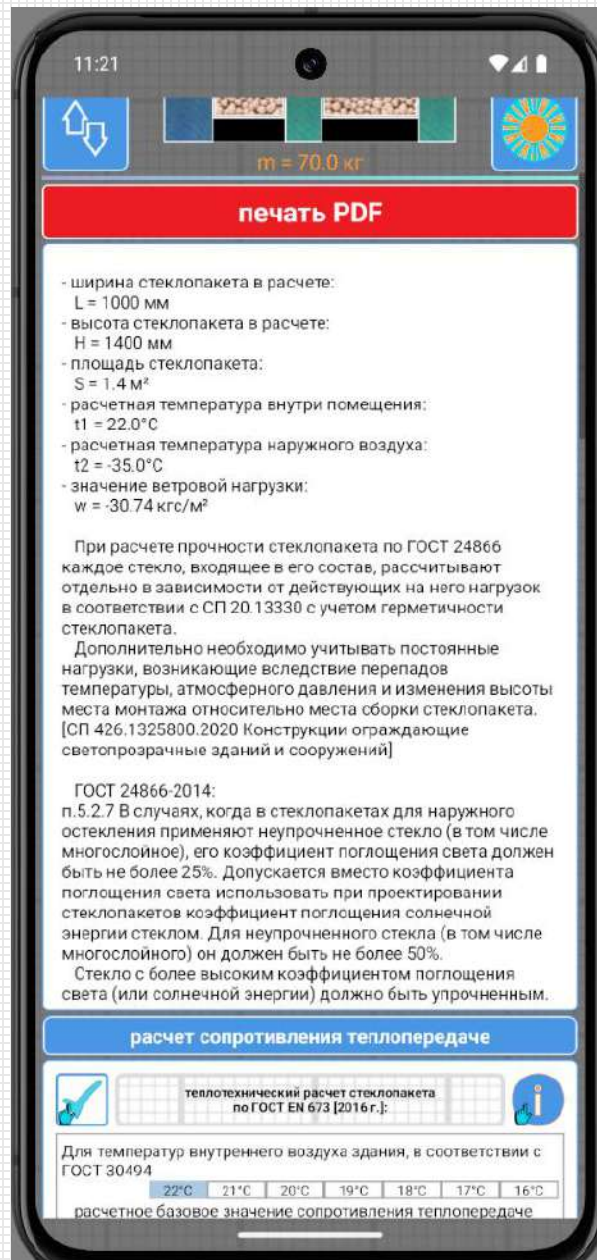 11:21
m = 70.0 кг
печать PDF
- ширина стеклопакета в расчете:
L = 1000 мм
- высота стеклопакета в расчете:
H = 1400 мм
- площадь стеклопакета:
S = 1.4 м²
- расчетная температура внутри помещения:
t1 = 22.0°C
- расчетная температура наружного воздуха:
t2 = -35.0°C
- значение ветровой нагрузки:
w = -30.74 кгс/м²
При расчете прочности стеклопакета по ГОСТ 24866
каждое стекло, входящее в его состав, рассчитывают
отдельно в зависимости от действующих на него нагрузок
в соответствии с СП 20.13330 с учетом герметичности
стеклопакета.
Дополнительно необходимо учитывать постоянные
нагрузки, возникающие вследствие перепадов
температуры, атмосферного давления и изменения высоты
места монтажа относительно места сборки стеклопакета.
[СП 426.1325800.2020 Конструкции ограждающие
светопрозрачные зданий и сооружений]
ГОСТ 24866-2014:
п.5.2.7 В случаях, когда в стеклопакетах для наружного
остекления применяют неупрочненное стекло (в том числе
многослойное), его коэффициент поглощения света должен
быть не более 25%. Допускается вместо коэффициента
поглощения света использовать при проектировании
стеклопакетов коэффициент поглощения солнечной
энергии стеклом. Для неупрочненного стекла (в том числе
многослойного) он должен быть не более 50%.
Стекло с более высоким коэффициентом поглощения
света (или солнечной энергии) должно быть упрочненным.
расчет сопротивления теплопередаче
теплотехнический расчет стеклопакета
по ГОСТ EN 673 [2016 г.]:
i
Для температур внутреннего воздуха здания, в соответствии с
ГОСТ 30494
22°C 21°C 20°C 19°C 18°C 17°C 16°C
расчетное базовое значение сопротивления теплопередаче